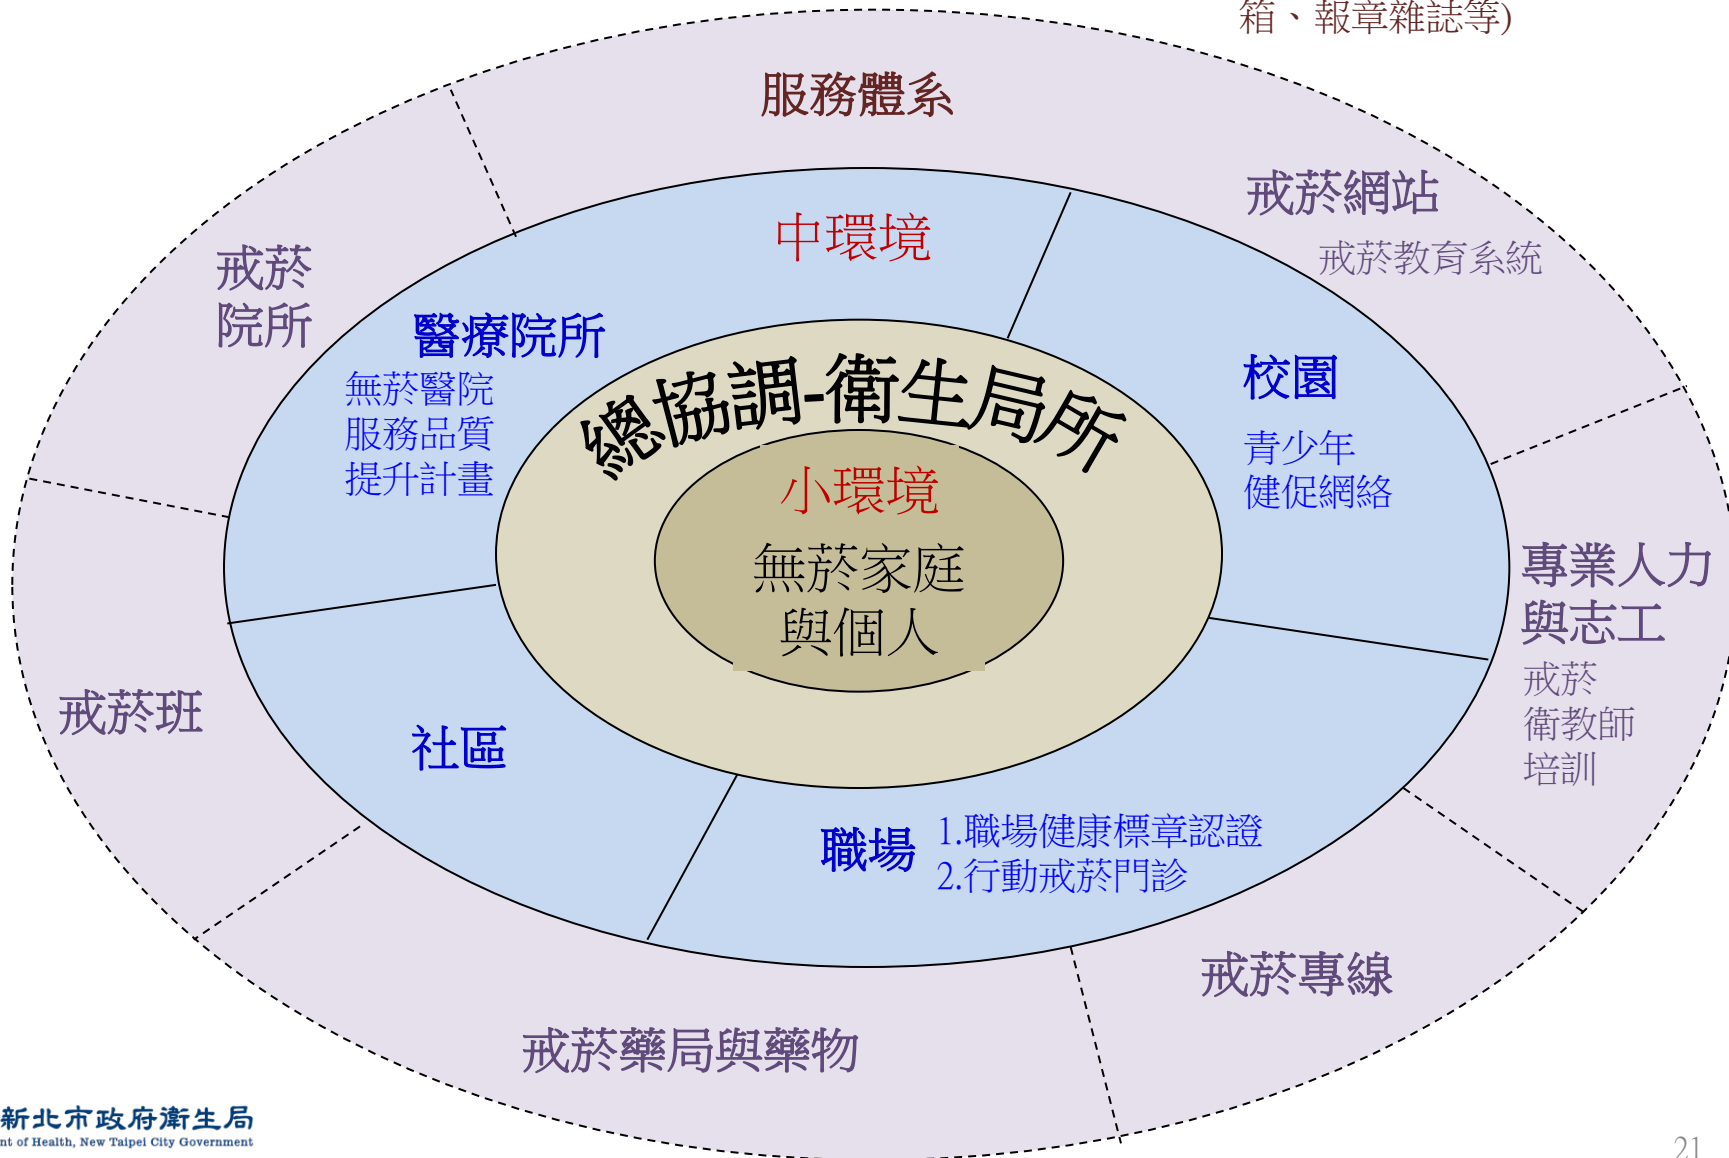 箱、報章雜誌等)
服務體系
戒菸網站
戒菸教育系統
中環境
戒菸
院所
醫療院所
無菸醫院
服務品質
提升計畫
校園
青少年
健促網絡
總協調-衛生局所
小環境
無菸家庭
與個人
專業人力
與志工
戒菸
衛教師
培訓
戒菸班
社區
職場
1.職場健康標章認證
2.行動戒菸門診
戒菸專線
戒菸藥局與藥物
新北市政府衛生局
nt of Health, New Taipei City Government
21